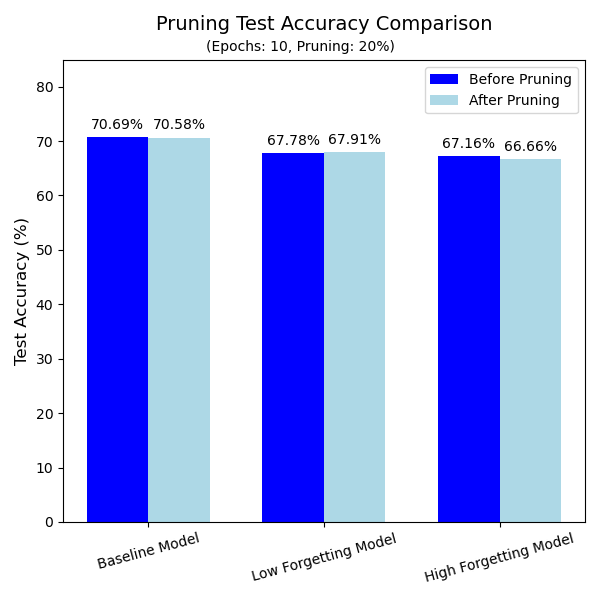 Pruning Test Accuracy Comparison
(Epochs: 10, Pruning: 20%)
Before Pruning
After Pruning
Test Accuracy (%)
80
70
60
50
40
30
20
10
0
70.69%
70.58%
67.78%
67.91%
67.16%
66.66%
Baseline Model
Low Forgetting Model
High Forgetting Model